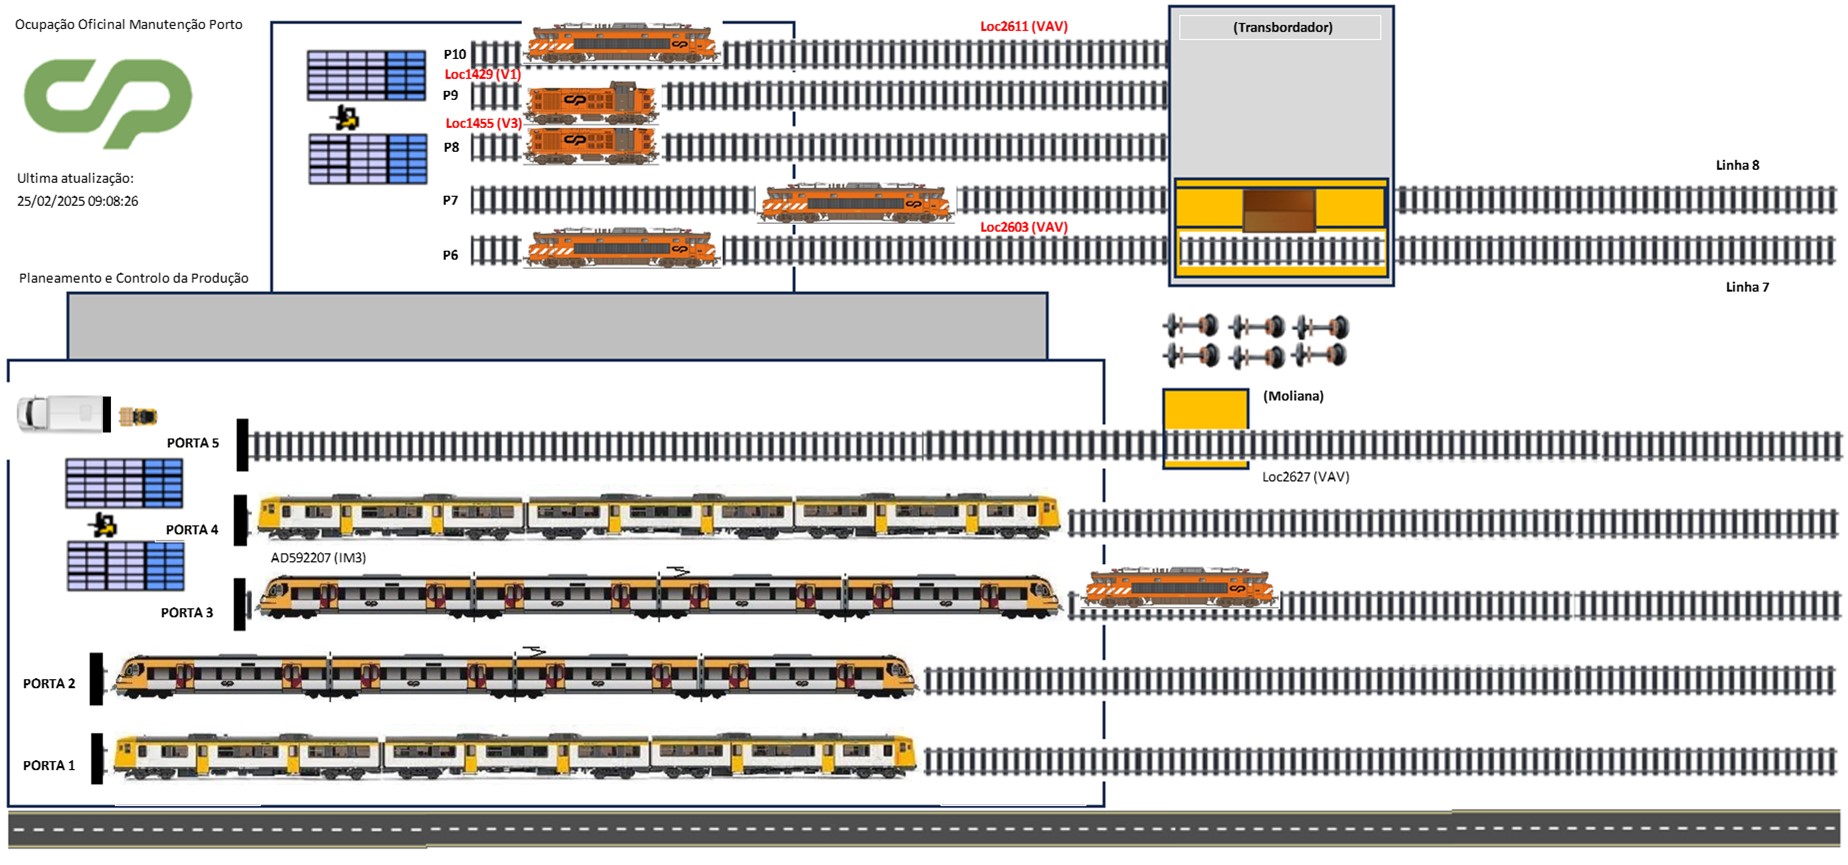 Ocupação Oficinal Manutenção Porto
Ultima atualização:
25/02/2025 09:08:26
Planeamento e Controlo da Produção
Loc2611 (VAV)
(Transbordador)
P10
Loc1429 (V1)
P9
Loc1455 (V3)
P8
Linha 8
P7
Loc2603 (VAV)
P6
Linha 7
(Moliana)
PORTA 5
Loc2627 (VAV)
PORTA 4
AD592207 (IM3)
PORTA 3
PORTA 2
PORTA 1